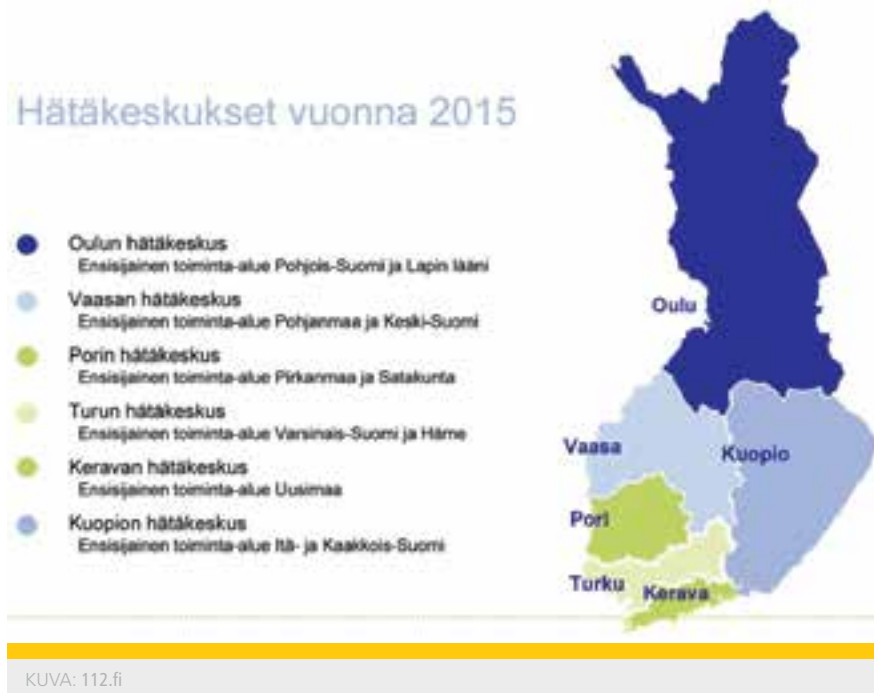 Hätäkeskukset vuonna 2015
Oulun hätäkeskus
Ensisijainen toiminta-alue Pohjois-Suomi ja Lapin lääni
Vaasan hätäkeskus
Ensisijainen toiminta-alue Pohjanmaa ja Keski-Suomi
Porin hätäkeskus
Ensisijainen toiminta-alue Pirkanmaa ja Satakunta
Turun hätäkeskus
Ensisijainen toiminta-alue Varsinais-Suomi ja Häme
Keravan hätäkeskus
Ensisijainen toiminta-alue Uusimaa
Kuopion hätäkeskus
Ensisijainen toiminta-alue Itä- ja Kaakkois-Suomi
Oulu
Vaasa
Kuopio
Pori
Turku
Kerava
KUVA: 112.fi